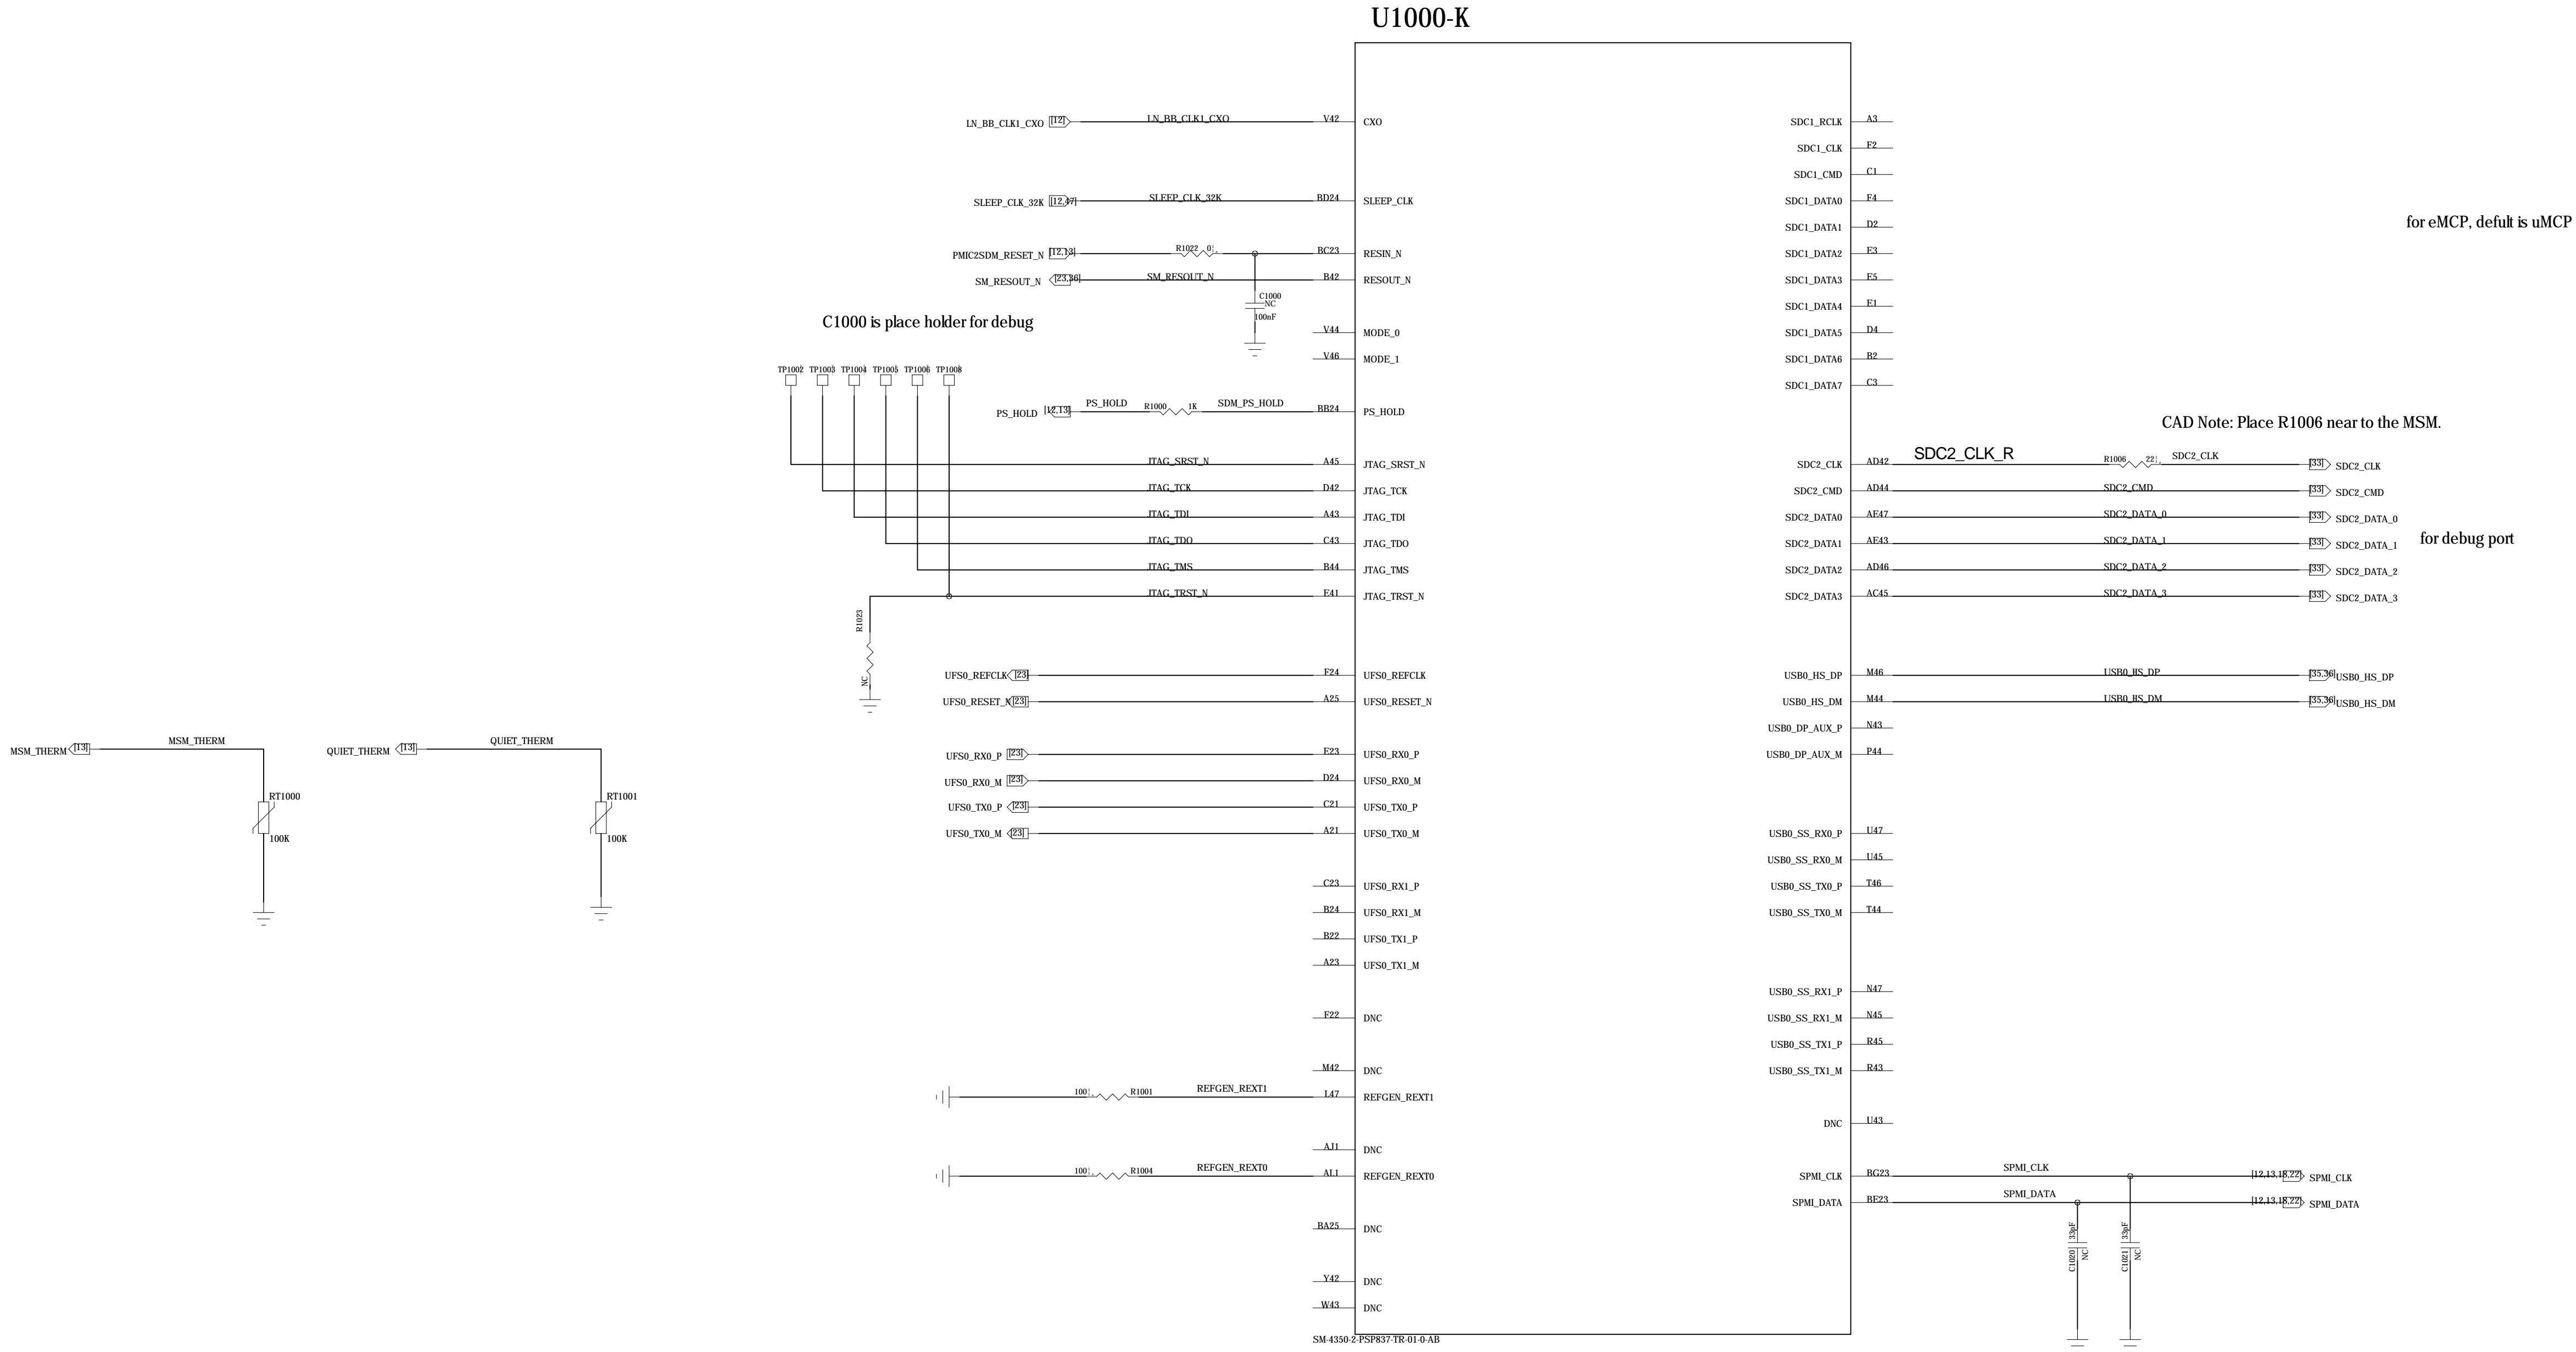 U1000-K
LN_BB_CLK1_CXO [12] LN_BB_CLK1_CXO V42 CXO
SLEEP_CLK_32K [12,47] SLEEP_CLK_32K BD24 SLEEP_CLK
PMIC2SDM_RESET_N [12,13] R1022 0 BC23 RESIN_N
SM_RESOUT_N [23,36] SM_RESOUT_N B42 RESOUT_N
C1000
NC
100nF
C1000 is place holder for debug
V44 MODE_0
V46 MODE_1
TP1002 TP1003 TP1004 TP1005 TP1006 TP1008
PS_HOLD [12,13] PS_HOLD R1000 1K SDM_PS_HOLD BB24 PS_HOLD
JTAG_SRST_N A45 JTAG_SRST_N
JTAG_TCK D42 JTAG_TCK
JTAG_TDI A43 JTAG_TDI
JTAG_TDO C43 JTAG_TDO
JTAG_TMS B44 JTAG_TMS
JTAG_TRST_N E41 JTAG_TRST_N
R1023
NC
UFS0_REFCLK [23] F24 UFS0_REFCLK
UFS0_RESET_N [23] A25 UFS0_RESET_N
UFS0_RX0_P [23] E23 UFS0_RX0_P
UFS0_RX0_M [23] D24 UFS0_RX0_M
UFS0_TX0_P [23] C21 UFS0_TX0_P
UFS0_TX0_M [23] A21 UFS0_TX0_M
C23 UFS0_RX1_P
B24 UFS0_RX1_M
B22 UFS0_TX1_P
A23 UFS0_TX1_M
F22 DNC
M42 DNC
100 R1001 REFGEN_REXT1 L47 REFGEN_REXT1
AJ1 DNC
100 R1004 REFGEN_REXT0 AL1 REFGEN_REXT0
BA25 DNC
Y42 DNC
W43 DNC
SM-4350-2-PSP837-TR-01-0-AB
MSM_THERM [13] MSM_THERM
RT1000
100K
QUIET_THERM [13] QUIET_THERM
RT1001
100K
SDC1_RCLK A3
SDC1_CLK F2
SDC1_CMD C1
SDC1_DATA0 F4
SDC1_DATA1 D2
SDC1_DATA2 E3
SDC1_DATA3 E5
SDC1_DATA4 E1
SDC1_DATA5 D4
SDC1_DATA6 B2
SDC1_DATA7 C3
for eMCP, defult is uMCP
CAD Note: Place R1006 near to the MSM.
SDC2_CLK AD42 SDC2_CLK_R R1006 22 SDC2_CLK [33] SDC2_CLK
SDC2_CMD AD44 SDC2_CMD [33] SDC2_CMD
SDC2_DATA0 AE47 SDC2_DATA_0 [33] SDC2_DATA_0
SDC2_DATA1 AE43 SDC2_DATA_1 [33] SDC2_DATA_1
for debug port
SDC2_DATA2 AD46 SDC2_DATA_2 [33] SDC2_DATA_2
SDC2_DATA3 AC45 SDC2_DATA_3 [33] SDC2_DATA_3
USB0_HS_DP M46 USB0_HS_DP [35,36] USB0_HS_DP
USB0_HS_DM M44 USB0_HS_DM [35,36] USB0_HS_DM
USB0_DP_AUX_P N43
USB0_DP_AUX_M P44
USB0_SS_RX0_P U47
USB0_SS_RX0_M U45
USB0_SS_TX0_P T46
USB0_SS_TX0_M T44
USB0_SS_RX1_P N47
USB0_SS_RX1_M N45
USB0_SS_TX1_P R45
USB0_SS_TX1_M R43
DNC U43
SPMI_CLK BG23 SPMI_CLK [12,13,18,22] SPMI_CLK
SPMI_DATA BE23 SPMI_DATA [12,13,18,22] SPMI_DATA
C1020 33pF
NC
C1021 33pF
NC